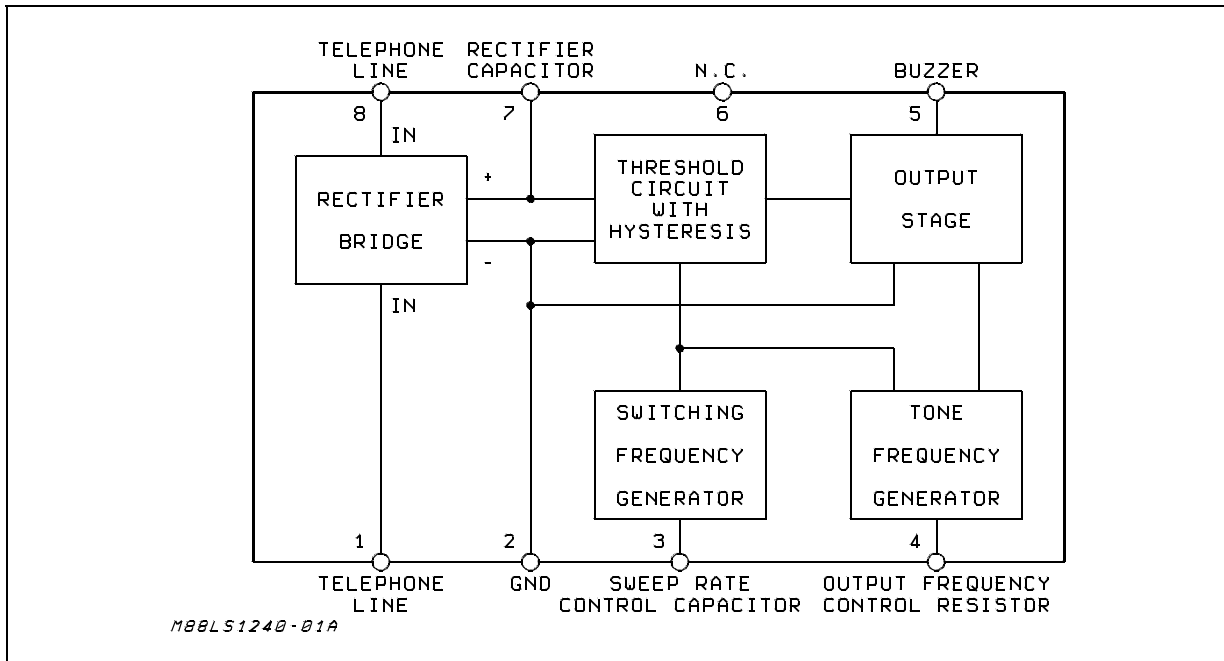 TELEPHONE
LINE
RECTIFIER
CAPACITOR
N.C.
BUZZER
8
7
6
5
IN
RECTIFIER
BRIDGE
+
-
THRESHOLD
CIRCUIT
WITH
HYSTERESIS
OUTPUT
STAGE
IN
SWITCHING
FREQUENCY
GENERATOR
TONE
FREQUENCY
GENERATOR
1
2
3
4
TELEPHONE
LINE
GND
SWEEP RATE
CONTROL CAPACITOR
OUTPUT FREQUENCY
CONTROL RESISTOR
M88LS1240-01A